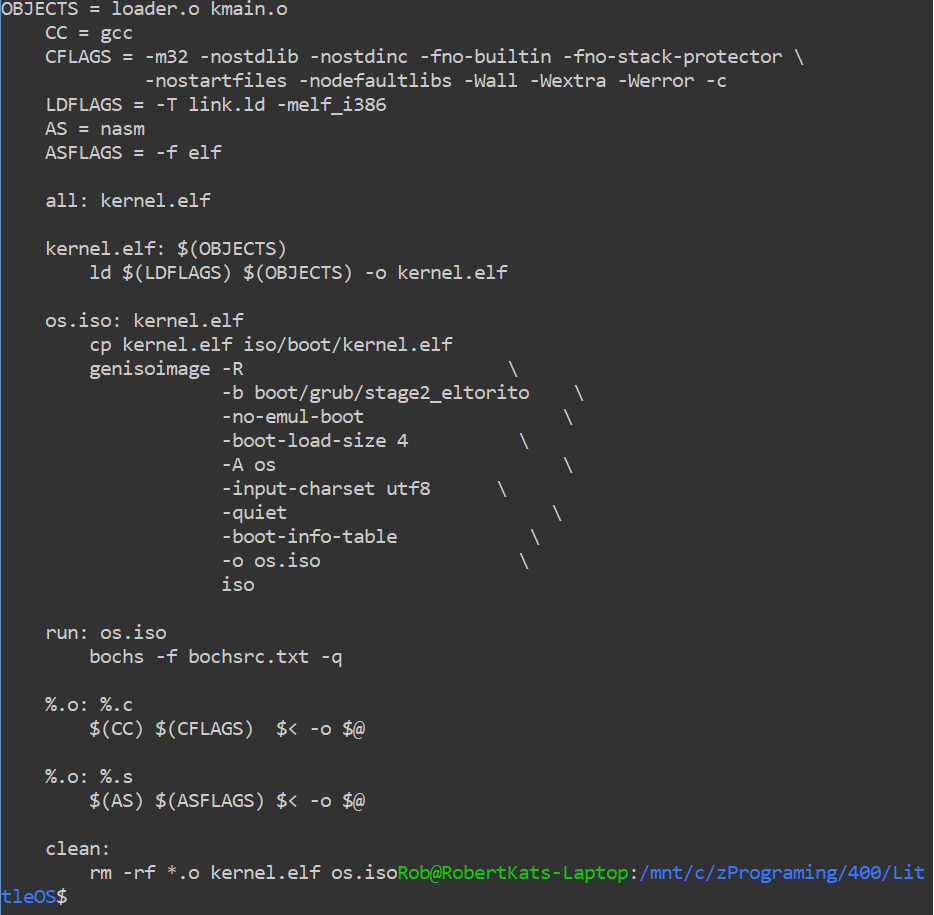 OBJECTS = loader.o kmain.o
    CC = gcc
    CFLAGS = -m32 -nostdlib -nostdinc -fno-builtin -fno-stack-protector \
             -nostartfiles -nodefaultlibs -Wall -Wextra -Werror -c
    LDFLAGS = -T link.ld -melf_i386
    AS = nasm
    ASFLAGS = -f elf

    all: kernel.elf

    kernel.elf: $(OBJECTS)
        ld $(LDFLAGS) $(OBJECTS) -o kernel.elf

    os.iso: kernel.elf
        cp kernel.elf iso/boot/kernel.elf
        genisoimage -R                        \
                    -b boot/grub/stage2_eltorito    \
                    -no-emul-boot                  \
                    -boot-load-size 4          \
                    -A os                          \
                    -input-charset utf8      \
                    -quiet                        \
                    -boot-info-table            \
                    -o os.iso                  \
                    iso

    run: os.iso
        bochs -f bochsrc.txt -q

    %.o: %.c
        $(CC) $(CFLAGS)  $< -o $@

    %.o: %.s
        $(AS) $(ASFLAGS) $< -o $@

    clean:
        rm -rf *.o kernel.elf os.isoRob@RobertKats-Laptop:/mnt/c/zPrograming/400/Lit
tleOS$